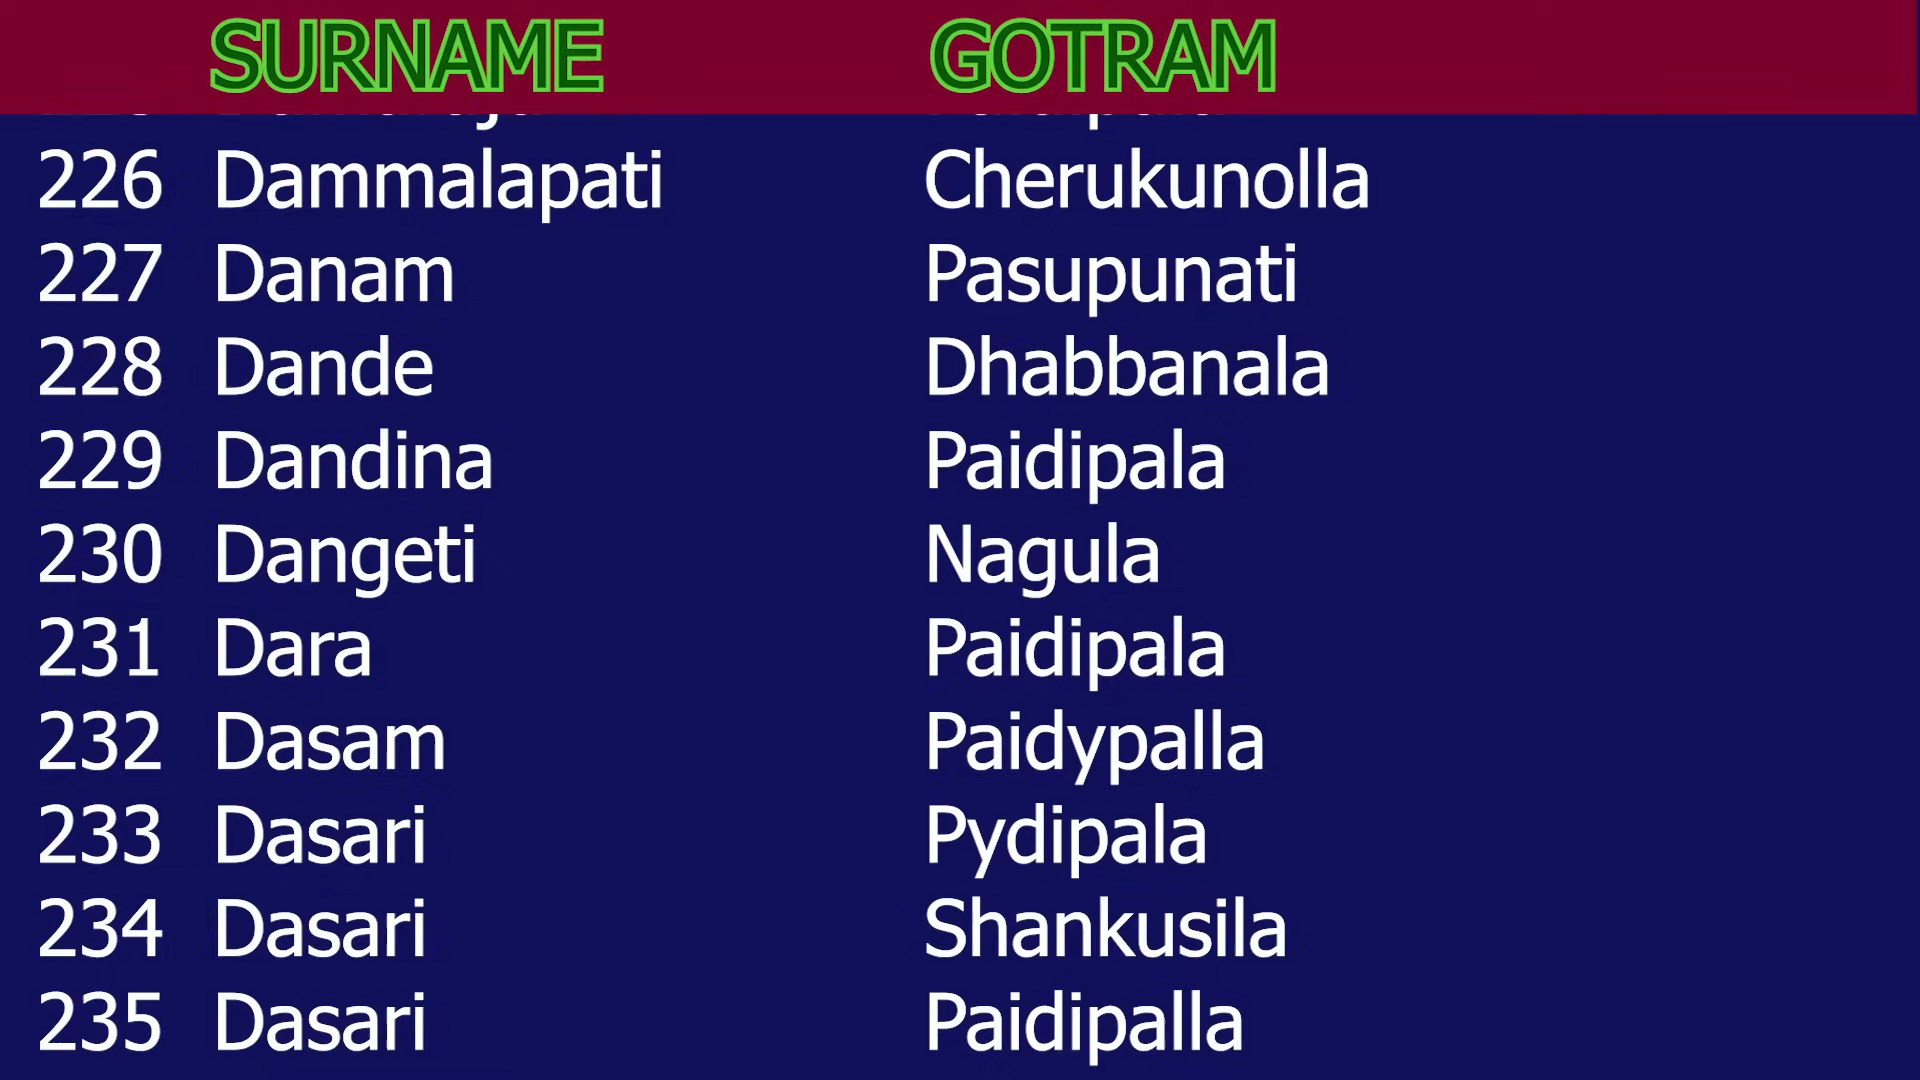 SURNAME GOTRAM
226 Dammalapati Cherukunolla
227 Danam Pasupunati
228 Dande Dhabbanala
229 Dandina Paidipala
230 Dangeti Nagula
231 Dara Paidipala
232 Dasam Paidypalla
233 Dasari Pydipala
234 Dasari Shankusila
235 Dasari Paidipalla